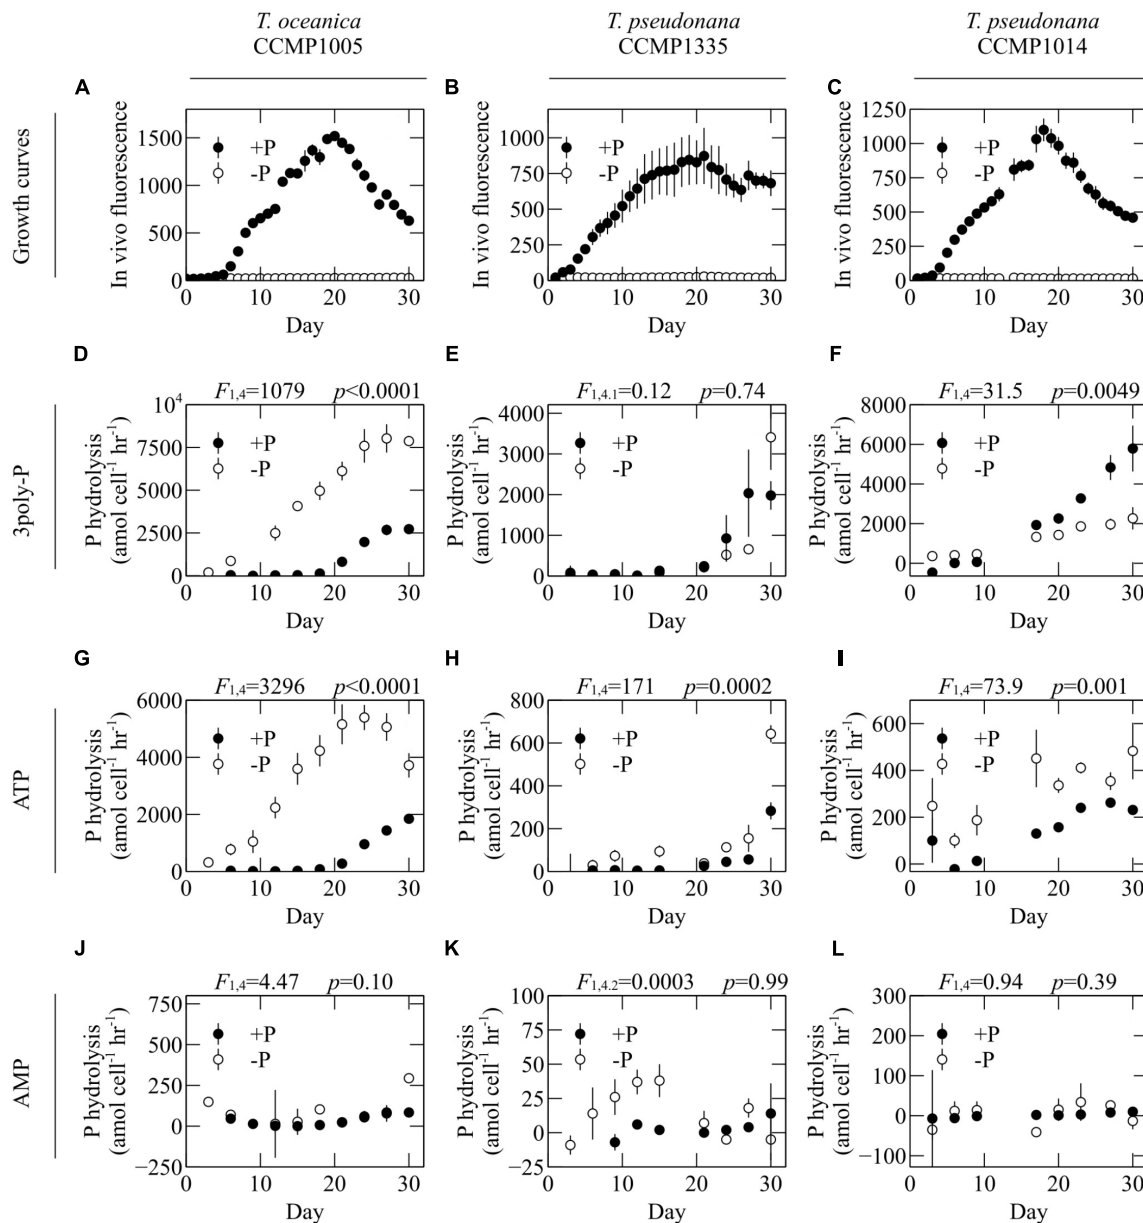 T. oceanica
CCMP1005
T. pseudonana
CCMP1335
T. pseudonana
CCMP1014
Growth curves
A
In vivo fluorescence
1500
1000
500
0
+P
-P
0 10 20 30
Day
B
In vivo fluorescence
1000
750
500
250
0
+P
-P
0 10 20 30
Day
C
In vivo fluorescence
1250
1000
750
500
250
0
+P
-P
0 10 20 30
Day
3poly-P
D
F1,4=1079 p<0.0001
P hydrolysis
(amol cell⁻¹ hr⁻¹)
10⁴
7500
5000
2500
0
+P
-P
0 10 20 30
Day
E
F1,4.1=0.12 p=0.74
P hydrolysis
(amol cell⁻¹ hr⁻¹)
4000
3000
2000
1000
0
+P
-P
0 10 20 30
Day
F
F1,4=31.5 p=0.0049
P hydrolysis
(amol cell⁻¹ hr⁻¹)
8000
6000
4000
2000
0
+P
-P
0 10 20 30
Day
ATP
G
F1,4=3296 p<0.0001
P hydrolysis
(amol cell⁻¹ hr⁻¹)
6000
4000
2000
0
+P
-P
0 10 20 30
Day
H
F1,4=171 p=0.0002
P hydrolysis
(amol cell⁻¹ hr⁻¹)
800
600
400
200
0
+P
-P
0 10 20 30
Day
I
F1,4=73.9 p=0.001
P hydrolysis
(amol cell⁻¹ hr⁻¹)
600
400
200
0
+P
-P
0 10 20 30
Day
AMP
J
F1,4=4.47 p=0.10
P hydrolysis
(amol cell⁻¹ hr⁻¹)
750
500
250
0
−250
+P
-P
0 10 20 30
Day
K
F1,4.2=0.0003 p=0.99
P hydrolysis
(amol cell⁻¹ hr⁻¹)
100
75
50
25
0
−25
+P
-P
0 10 20 30
Day
L
F1,4=0.94 p=0.39
P hydrolysis
(amol cell⁻¹ hr⁻¹)
300
200
100
0
−100
+P
-P
0 10 20 30
Day